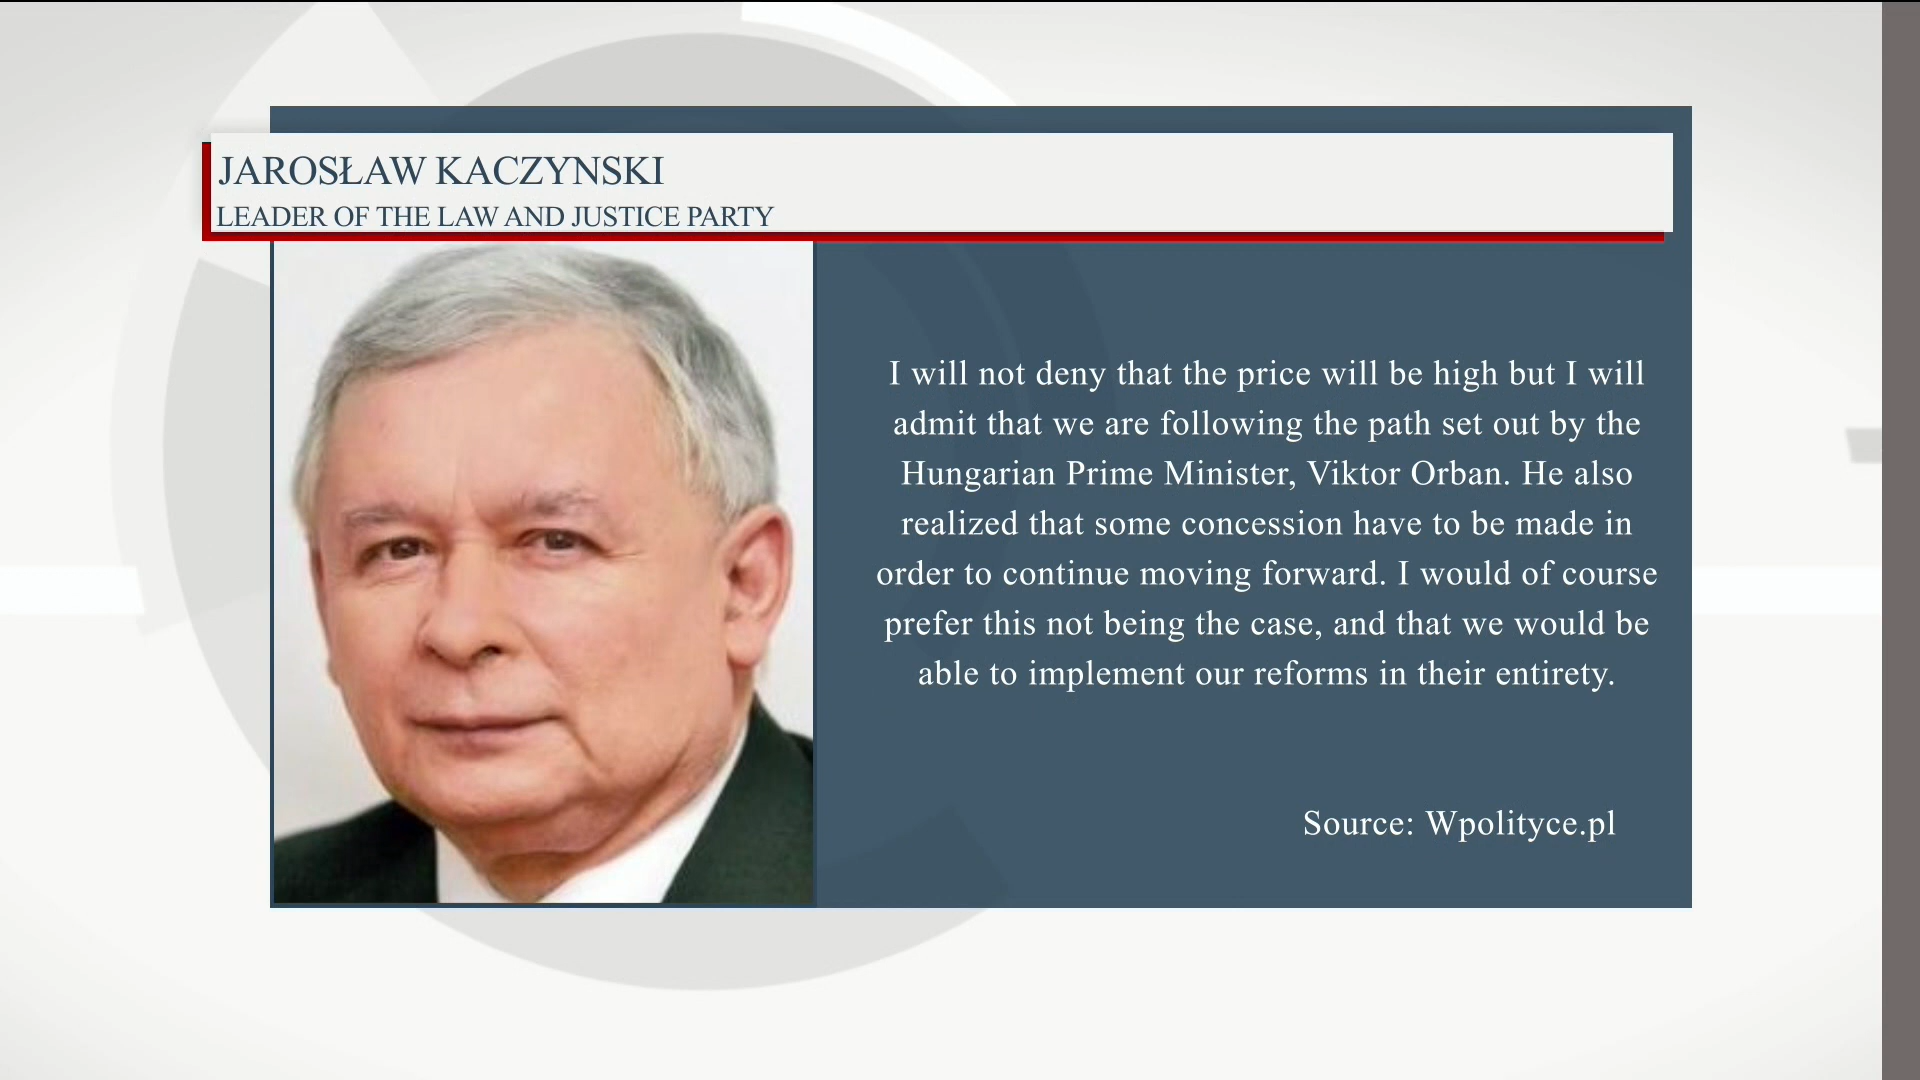 JAROSŁAW KACZYNSKI
LEADER OF THE LAW AND JUSTICE PARTY
I will not deny that the price will be high but I will
admit that we are following the path set out by the
Hungarian Prime Minister, Viktor Orban. He also
realized that some concession have to be made in
order to continue moving forward. I would of course
prefer this not being the case, and that we would be
able to implement our reforms in their entirety.
Source: Wpolityce.pl